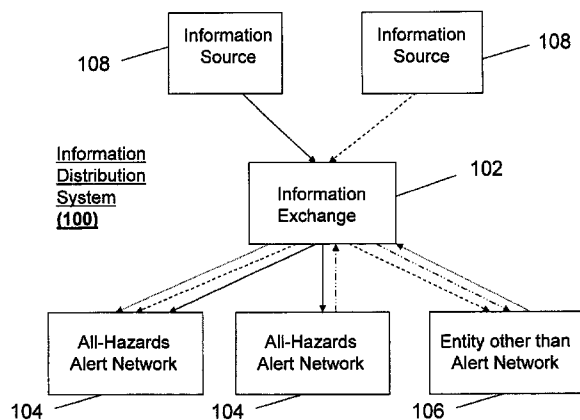 Information
Source
Information
Source
108
108
Information
Distribution
System
(100)
Information
Exchange
102
All-Hazards
Alert Network
All-Hazards
Alert Network
Entity other than
Alert Network
104
104
106